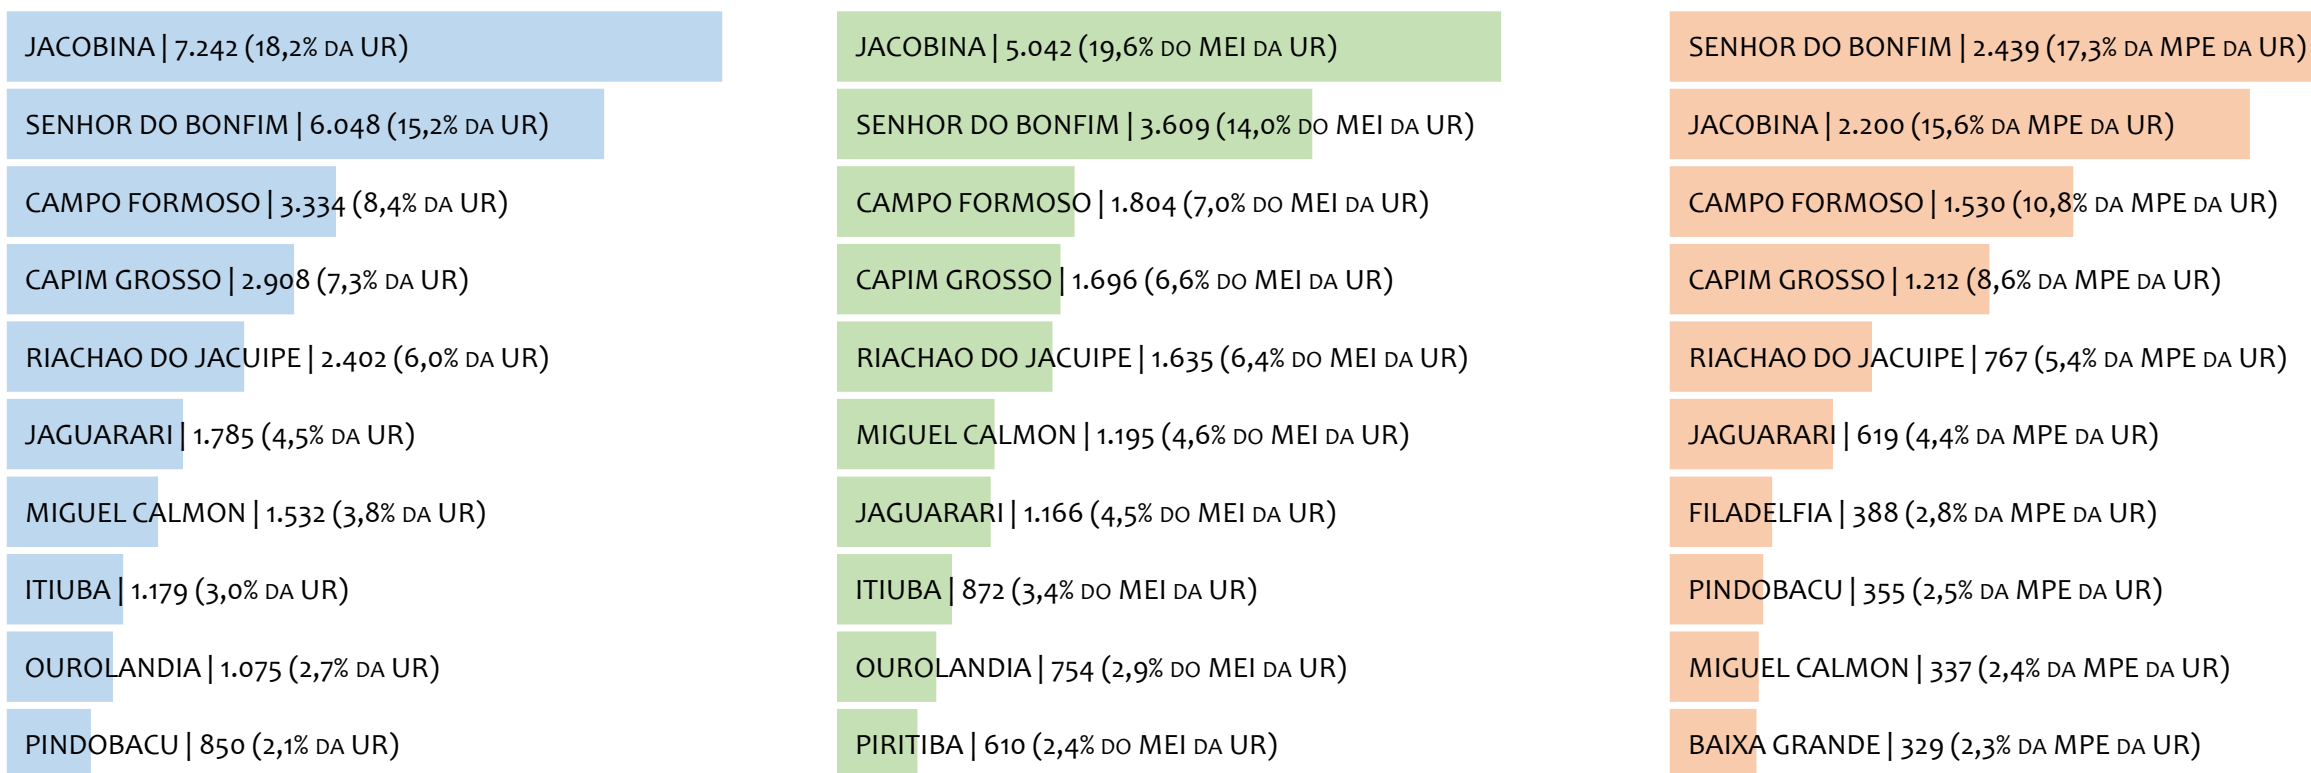 JACOBINA | 7.242 (18,2% DA UR)
SENHOR DO BONFIM | 6.048 (15,2% DA UR)
CAMPO FORMOSO | 3.334 (8,4% DA UR)
CAPIM GROSSO | 2.908 (7,3% DA UR)
RIACHAO DO JACUIPE | 2.402 (6,0% DA UR)
JAGUARARI | 1.785 (4,5% DA UR)
MIGUEL CALMON | 1.532 (3,8% DA UR)
ITIUBA | 1.179 (3,0% DA UR)
OUROLANDIA | 1.075 (2,7% DA UR)
PINDOBACU | 850 (2,1% DA UR)
JACOBINA | 5.042 (19,6% DO MEI DA UR)
SENHOR DO BONFIM | 3.609 (14,0% DO MEI DA UR)
CAMPO FORMOSO | 1.804 (7,0% DO MEI DA UR)
CAPIM GROSSO | 1.696 (6,6% DO MEI DA UR)
RIACHAO DO JACUIPE | 1.635 (6,4% DO MEI DA UR)
MIGUEL CALMON | 1.195 (4,6% DO MEI DA UR)
JAGUARARI | 1.166 (4,5% DO MEI DA UR)
ITIUBA | 872 (3,4% DO MEI DA UR)
OUROLANDIA | 754 (2,9% DO MEI DA UR)
PIRITIBA | 610 (2,4% DO MEI DA UR)
SENHOR DO BONFIM | 2.439 (17,3% DA MPE DA UR)
JACOBINA | 2.200 (15,6% DA MPE DA UR)
CAMPO FORMOSO | 1.530 (10,8% DA MPE DA UR)
CAPIM GROSSO | 1.212 (8,6% DA MPE DA UR)
RIACHAO DO JACUIPE | 767 (5,4% DA MPE DA UR)
JAGUARARI | 619 (4,4% DA MPE DA UR)
FILADELFIA | 388 (2,8% DA MPE DA UR)
PINDOBACU | 355 (2,5% DA MPE DA UR)
MIGUEL CALMON | 337 (2,4% DA MPE DA UR)
BAIXA GRANDE | 329 (2,3% DA MPE DA UR)